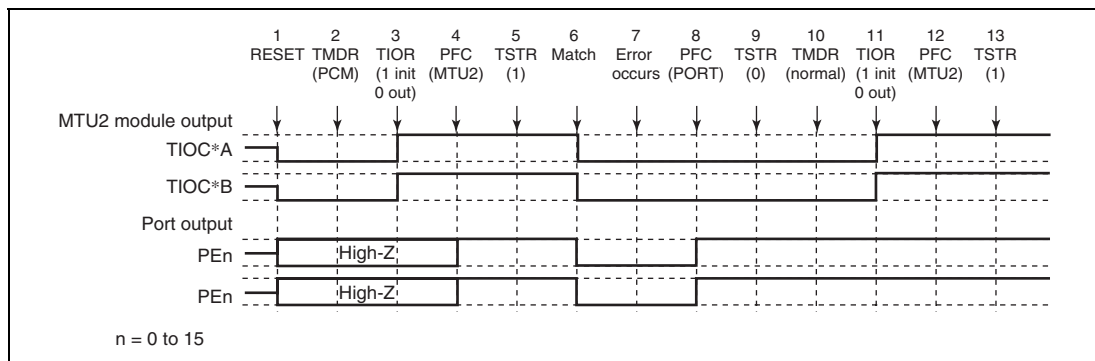 1 2 3 4 5 6 7 8 9 10 11 12 13
RESET TMDR TIOR PFC TSTR Match Error PFC TSTR TMDR TIOR PFC TSTR
(PCM) (1 init (MTU2) (1) occurs (PORT) (0) (normal) (1 init (MTU2) (1)
0 out) 0 out)
MTU2 module output
TIOC*A
TIOC*B
Port output
PEn High-Z
PEn High-Z
n = 0 to 15